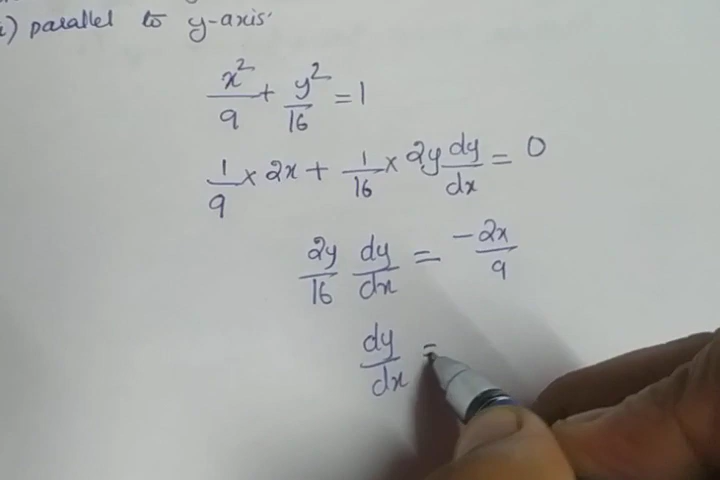 ) parallel to y-axis
x²/9 + y²/16 = 1
1/9 × 2x + 1/16 × 2y dy/dx = 0
2y/16 dy/dx = -2x/9
dy/dx =